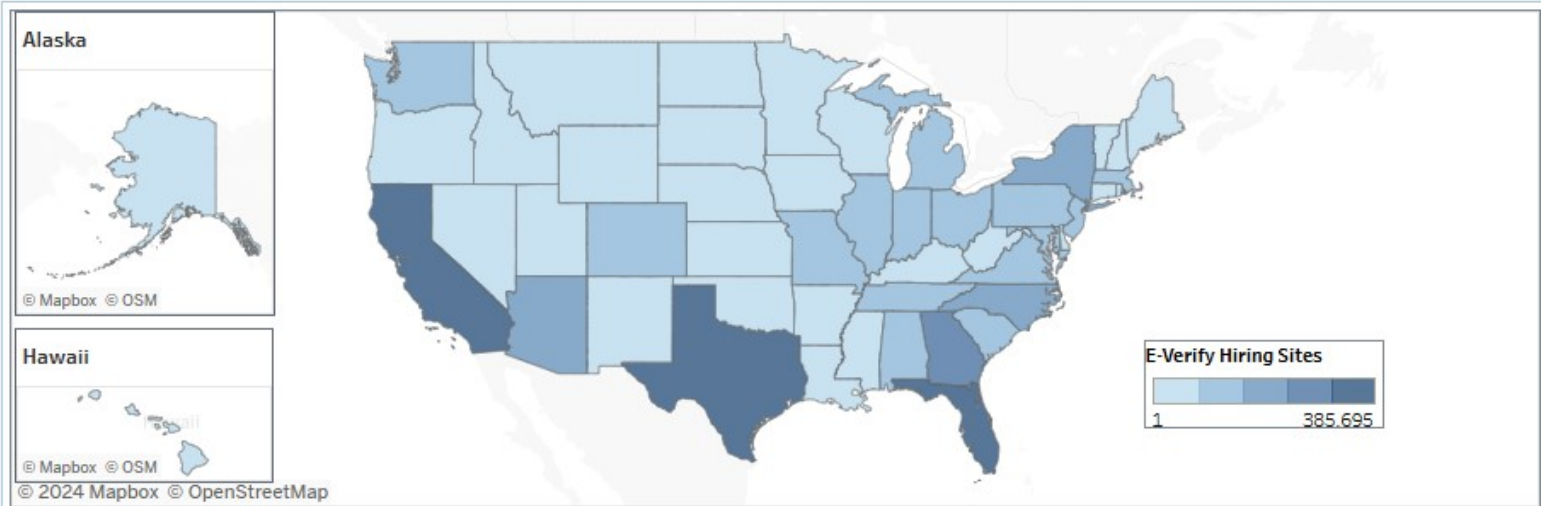 Alaska
© Mapbox © OSM
Hawaii
© Mapbox © OSM
© 2024 Mapbox © OpenStreetMap
E-Verify Hiring Sites
1 385.695